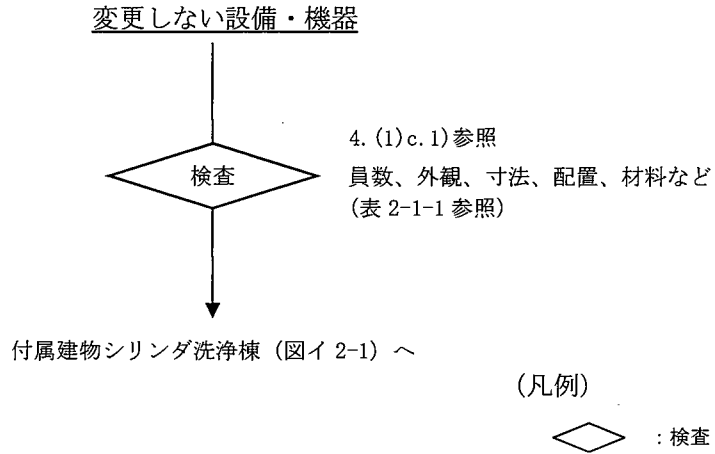 変更しない設備・機器
4.(1)c.1)参照
検査
員数、外観、寸法、配置、材料など
(表 2-1-1 参照)
付属建物シリンダ洗浄棟（図イ 2-1）へ
(凡例)
：検査